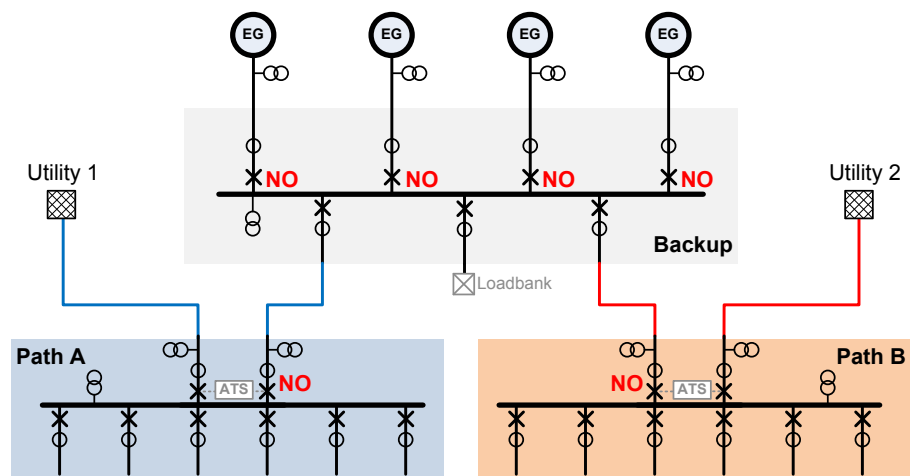 EG EG EG EG
NO NO NO NO
Utility 1
Utility 2
Backup
Loadbank
Path A
Path B
ATS
NO
NO
ATS